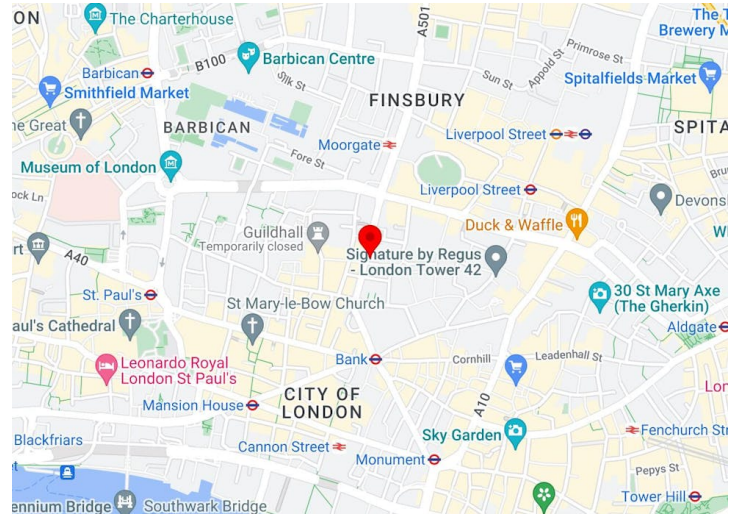 ON
The Charterhouse
A501
The T
Brewery M
Primrose St
Barbican
B100
Barbican Centre
Silk St
Sun St
Appold St
Spitalfields Market
Smithfield Market
FINSBURY
he Great
BARBICAN
Moorgate
Liverpool Street
SPITA
Fore St
Museum of London
Liverpool Street
Bru
ock Ln
Devons
Guildhall
Temporarily closed
Duck & Waffle
W
rt
A40
Signature by Regus
- London Tower 42
St. Paul's
St Mary-le-Bow Church
30 St Mary Axe
(The Gherkin)
aul's Cathedral
Aldgate
Leonardo Royal
London St Paul's
Bank
Cornhill
Leadenhall St
Lon
CITY OF
LONDON
Mansion House
A10
Blackfriars
Cannon Street
Sky Garden
Fenchurch Str
et
Monument
Pepys St
ennium Bridge
Southwark Bridge
Tower Hill